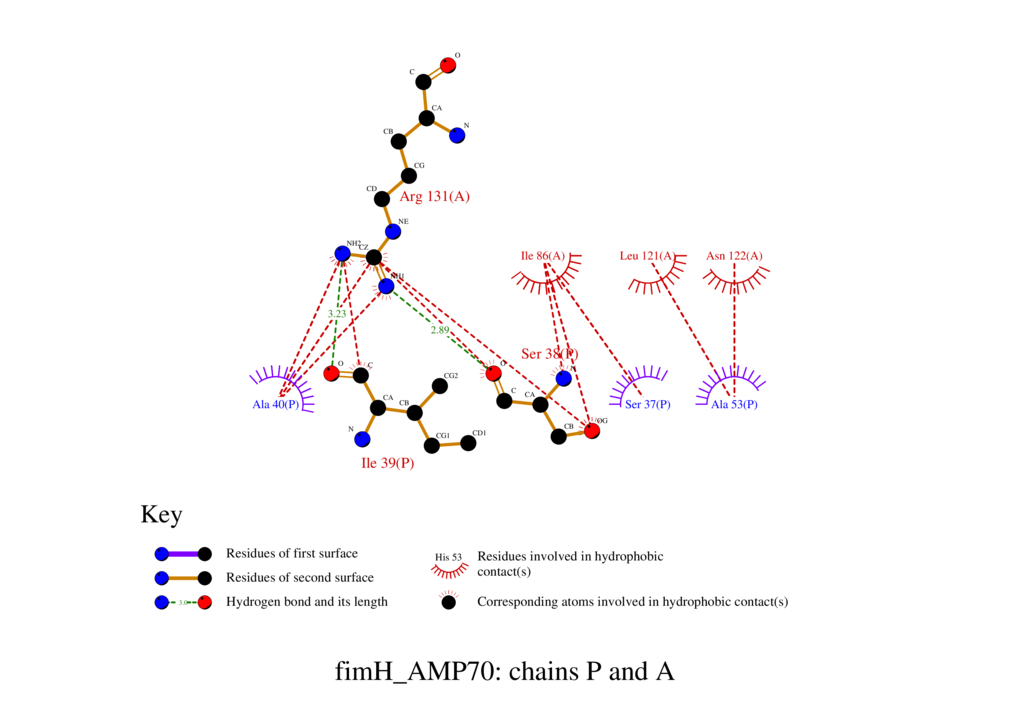 O
C
CA
N
CB
CG
CD
Arg 131(A)
NE
NH2
CZ
NH1
Ile 86(A)
Leu 121(A)
Asn 122(A)
3.23
2.89
Ser 38(P)
O
C
O
N
CG2
C
CA
CA
CB
Ala 40(P)
Ser 37(P)
Ala 53(P)
N
CB
OG
CG1
CD1
Ile 39(P)
Key
Residues of first surface
Residues of second surface
3.0
Hydrogen bond and its length
His 53
Residues involved in hydrophobic
contact(s)
Corresponding atoms involved in hydrophobic contact(s)
fimH_AMP70: chains P and A